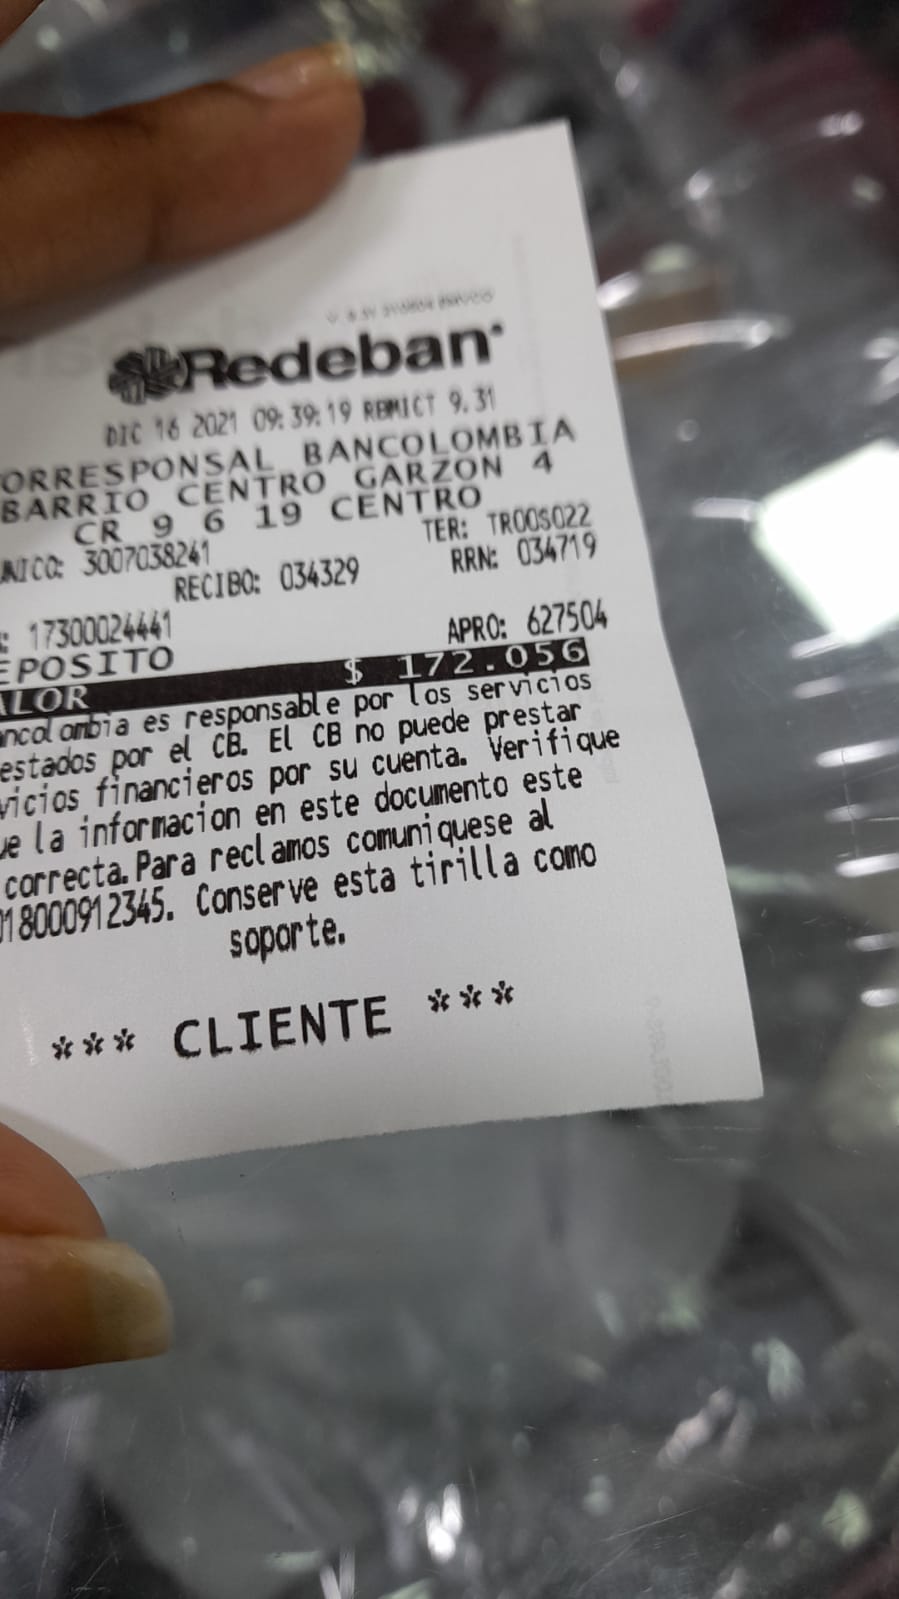 Redeban
DIC 16 2021 09:39:19 RBMICT 9.31
ORRESPONSAL BANCOLOMBIA
BARRIO CENTRO GARZON 4
CR 9 6 19 CENTRO
NICO: 3007038241 TER: TR00S022
RECIBO: 034329 RRN: 034719
: 17300024441 APRO: 627504
EPOSITO
ALOR $ 172.056
ncolombia es responsable por los servicios
estados por el CB. El CB no puede prestar
vicios financieros por su cuenta. Verifique
ue la informacion en este documento este
correcta. Para reclamos comuniquese al
018000912345. Conserve esta tirilla como
soporte.
*** CLIENTE ***